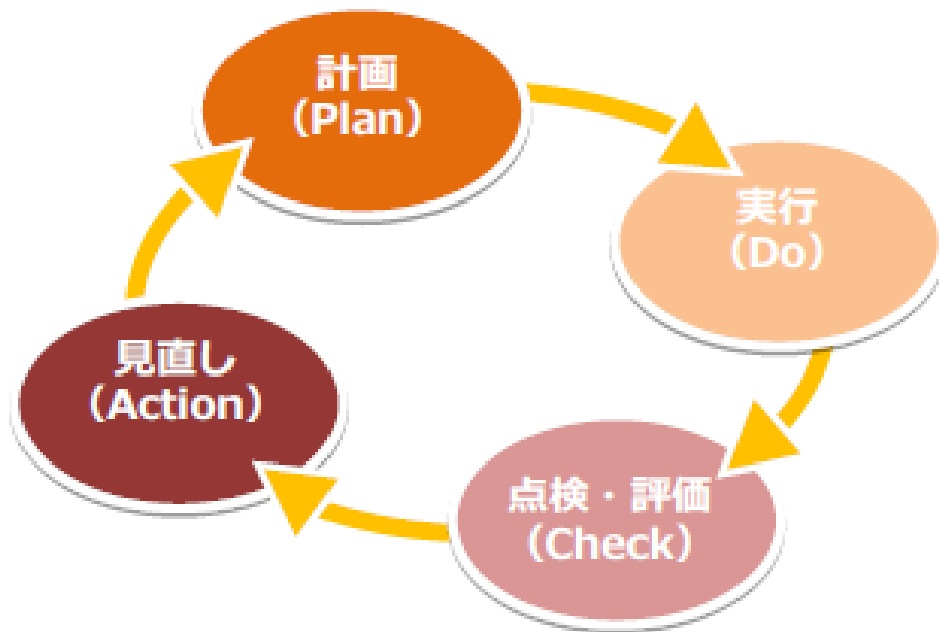 計画
（Plan）
実行
（Do）
点検・評価
（Check）
見直し
（Action）